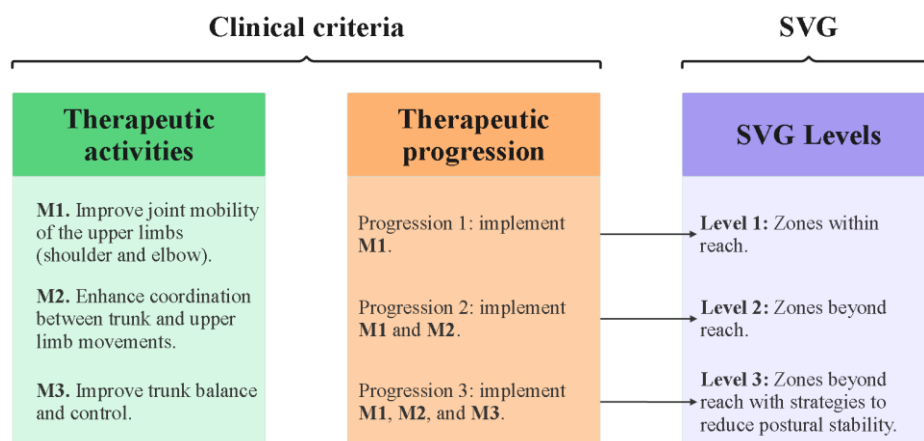 Clinical criteria
SVG
Therapeutic
activities
M1. Improve joint mobility
of the upper limbs
(shoulder and elbow).
M2. Enhance coordination
between trunk and upper
limb movements.
M3. Improve trunk balance
and control.
Therapeutic
progression
Progression 1: implement
M1.
Progression 2: implement
M1 and M2.
Progression 3: implement
M1, M2, and M3.
SVG Levels
Level 1: Zones within
reach.
Level 2: Zones beyond
reach.
Level 3: Zones beyond
reach with strategies to
reduce postural stability.